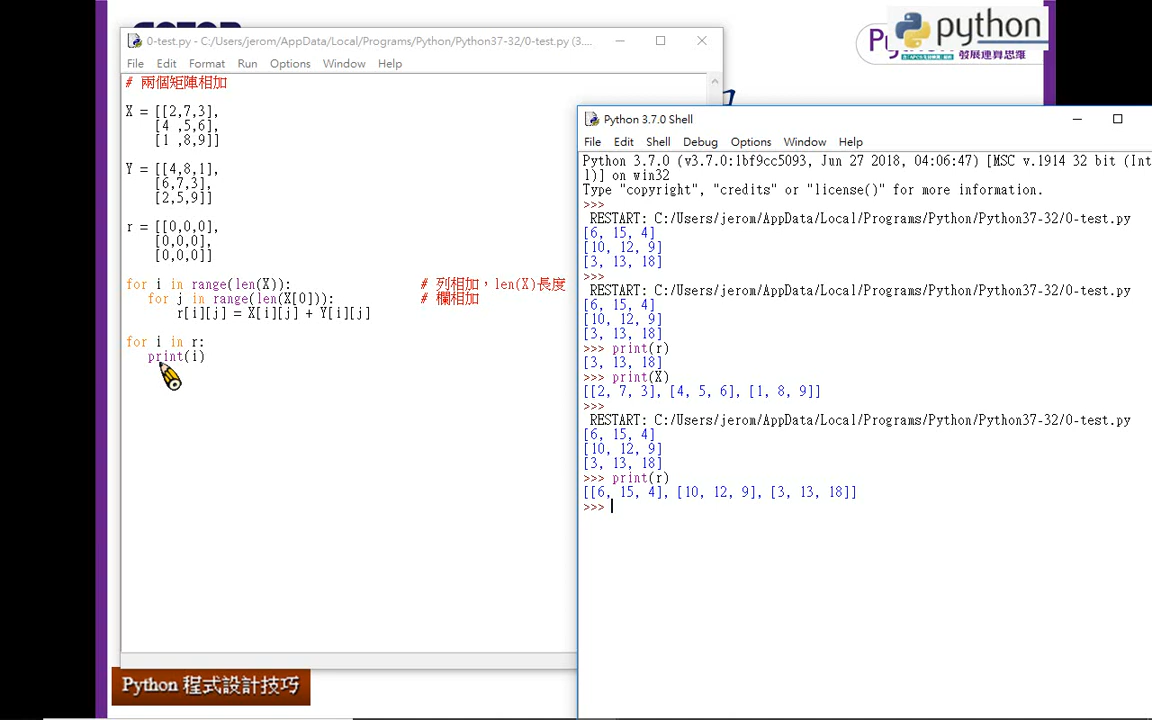 python
發展運算思維
0-test.py - C:/Users/jerom/AppData/Local/Programs/Python/Python37-32/0-test.py (3....
File Edit Format Run Options Window Help
# 兩個矩陣相加
X = [[2,7,3],
[4 ,5,6],
[1 ,8,9]]
Y = [[4,8,1],
[6,7,3],
[2,5,9]]
r = [[0,0,0],
[0,0,0],
[0,0,0]]
for i in range(len(X)): # 列相加，len(X)長度
for j in range(len(X[0])): # 欄相加
r[i][j] = X[i][j] + Y[i][j]
for i in r:
print(i)
Python 3.7.0 Shell
File Edit Shell Debug Options Window Help
Python 3.7.0 (v3.7.0:1bf9cc5093, Jun 27 2018, 04:06:47) [MSC v.1914 32 bit (Int
l)] on win32
Type "copyright", "credits" or "license()" for more information.
>>>
RESTART: C:/Users/jerom/AppData/Local/Programs/Python/Python37-32/0-test.py
[6, 15, 4]
[10, 12, 9]
[3, 13, 18]
>>>
RESTART: C:/Users/jerom/AppData/Local/Programs/Python/Python37-32/0-test.py
[6, 15, 4]
[10, 12, 9]
[3, 13, 18]
>>> print(r)
[3, 13, 18]
>>> print(X)
[[2, 7, 3], [4, 5, 6], [1, 8, 9]]
>>>
RESTART: C:/Users/jerom/AppData/Local/Programs/Python/Python37-32/0-test.py
[6, 15, 4]
[10, 12, 9]
[3, 13, 18]
>>> print(r)
[[6, 15, 4], [10, 12, 9], [3, 13, 18]]
>>>
Python 程式設計技巧